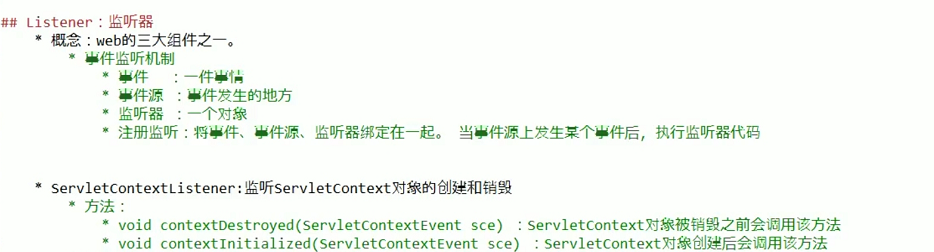 ## Listener：监听器
* 概念：web的三大组件之一。
* 事件监听机制
* 事件 ：一件事情
* 事件源 ：事件发生的地方
* 监听器 ：一个对象
* 注册监听：将事件、事件源、监听器绑定在一起。 当事件源上发生某个事件后，执行监听器代码
* ServletContextListener:监听ServletContext对象的创建和销毁
* 方法：
* void contextDestroyed(ServletContextEvent sce) ：ServletContext对象被销毁之前会调用该方法
* void contextInitialized(ServletContextEvent sce) ：ServletContext对象创建后会调用该方法